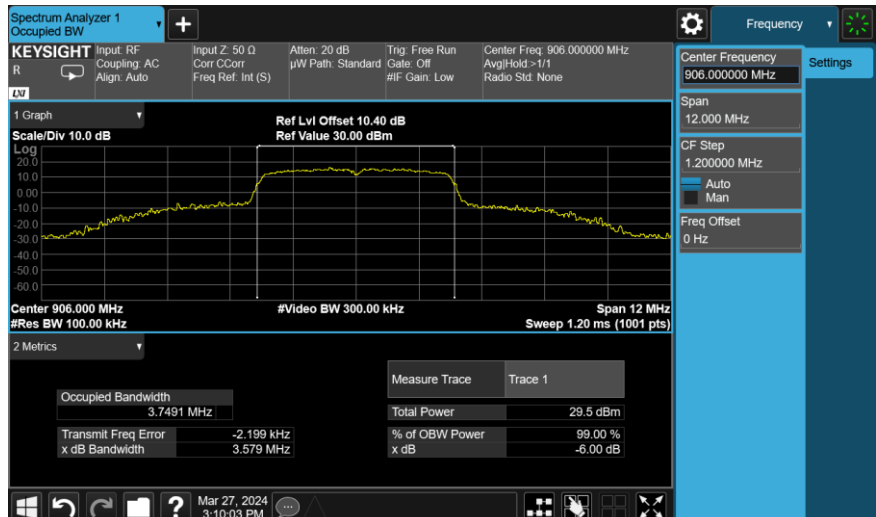 Spectrum Analyzer 1
Occupied BW
Frequency
KEYSIGHT
R
LXI
Input: RF
Coupling: AC
Align: Auto
Input Z: 50 Ω
Corr CCorr
Freq Ref: Int (S)
Atten: 20 dB
µW Path: Standard
Trig: Free Run
Gate: Off
#IF Gain: Low
Center Freq: 906.000000 MHz
Avg|Hold:>1/1
Radio Std: None
Center Frequency
906.000000 MHz
Settings
Span
12.000 MHz
CF Step
1.200000 MHz
Auto
Man
Freq Offset
0 Hz
1 Graph
Scale/Div 10.0 dB
Ref Lvl Offset 10.40 dB
Ref Value 30.00 dBm
Log
20.0
10.0
0.00
-10.0
-20.0
-30.0
-40.0
-50.0
-60.0
Center 906.000 MHz
#Res BW 100.00 kHz
#Video BW 300.00 kHz
Span 12 MHz
Sweep 1.20 ms (1001 pts)
2 Metrics
Measure Trace Trace 1
Occupied Bandwidth
3.7491 MHz
Total Power 29.5 dBm
Transmit Freq Error -2.199 kHz
% of OBW Power 99.00 %
x dB Bandwidth 3.579 MHz
x dB -6.00 dB
?
Mar 27, 2024
3:10:03 PM